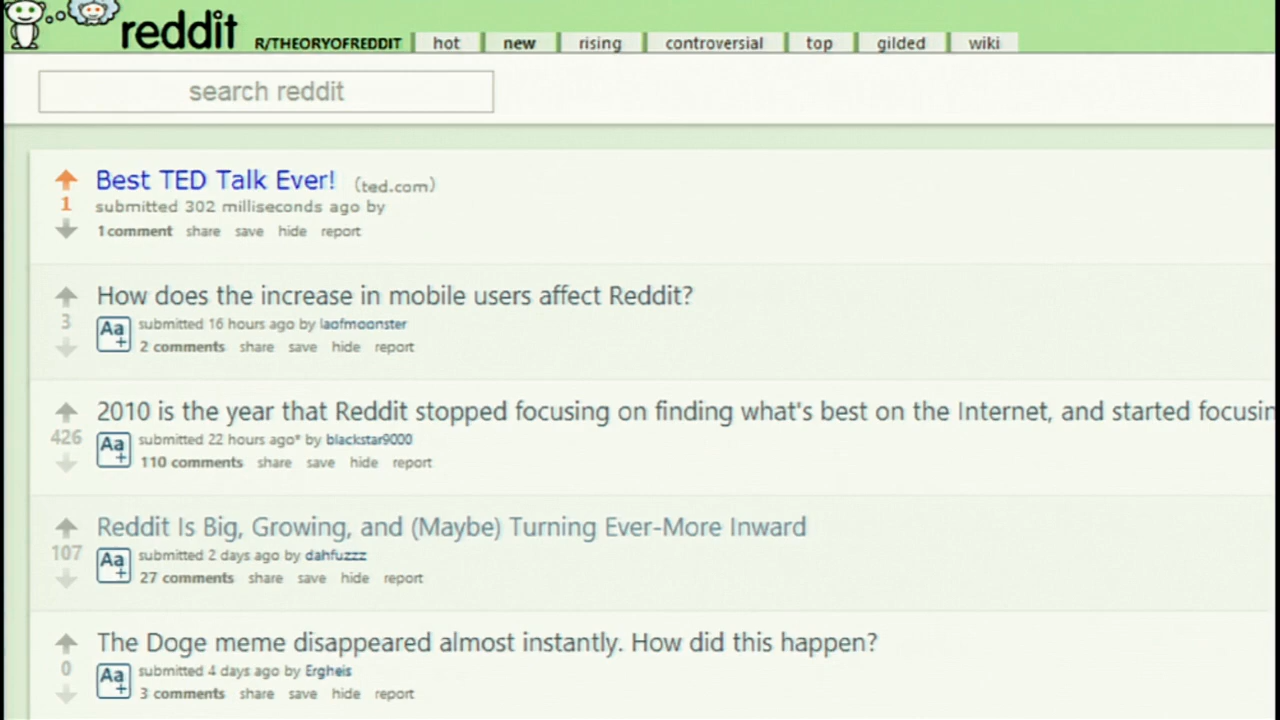 reddit R/THEORYOFREDDIT hot new rising controversial top gilded wiki
search reddit
Best TED Talk Ever! (ted.com)
1
submitted 302 milliseconds ago by
1 comment share save hide report
How does the increase in mobile users affect Reddit?
3
Aa+ submitted 16 hours ago by laofmoonster
2 comments share save hide report
2010 is the year that Reddit stopped focusing on finding what's best on the Internet, and started focusin
426
Aa+ submitted 22 hours ago* by blackstar9000
110 comments share save hide report
Reddit Is Big, Growing, and (Maybe) Turning Ever-More Inward
107
Aa+ submitted 2 days ago by dahfuzzz
27 comments share save hide report
The Doge meme disappeared almost instantly. How did this happen?
0
Aa+ submitted 4 days ago by Ergheis
3 comments share save hide report